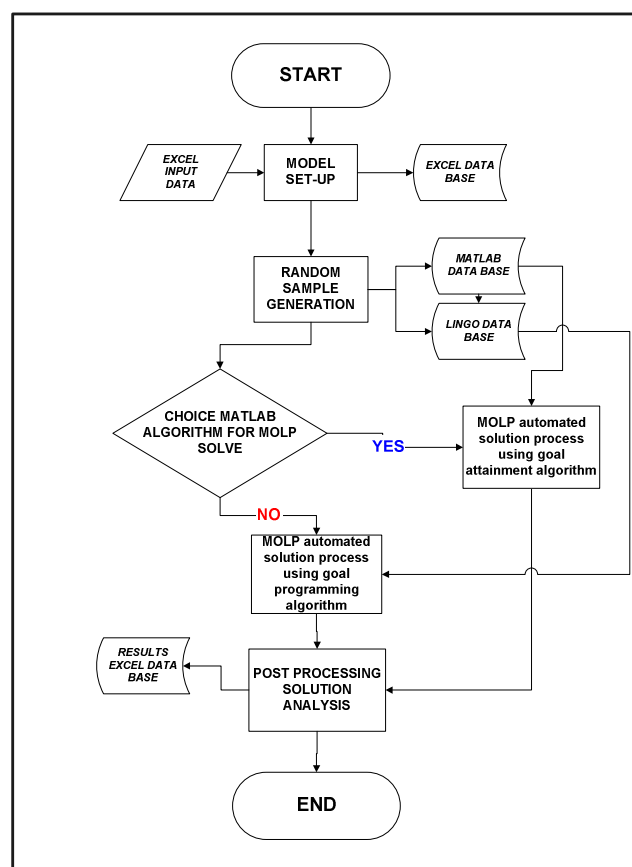 START
EXCEL
INPUT
DATA
MODEL
SET-UP
EXCEL DATA
BASE
RANDOM
SAMPLE
GENERATION
MATLAB
DATA BASE
LINGO DATA
BASE
CHOICE MATLAB
ALGORITHM FOR MOLP
SOLVE
YES
MOLP automated
solution process
using goal
attainment algorithm
NO
MOLP automated
solution process
using goal
programming
algorithm
RESULTS
EXCEL DATA
BASE
POST PROCESSING
SOLUTION
ANALYSIS
END